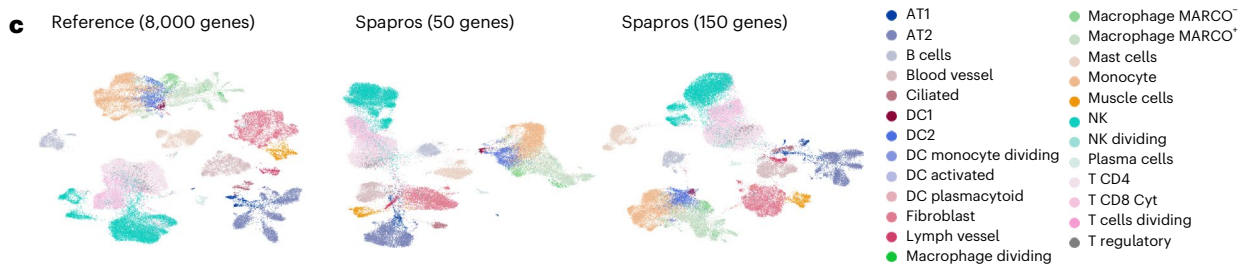 c
Reference (8,000 genes)
Spapros (50 genes)
Spapros (150 genes)
AT1
AT2
B cells
Blood vessel
Ciliated
DC1
DC2
DC monocyte dividing
DC activated
DC plasmacytoid
Fibroblast
Lymph vessel
Macrophage dividing
Macrophage MARCO⁻
Macrophage MARCO⁺
Mast cells
Monocyte
Muscle cells
NK
NK dividing
Plasma cells
T CD4
T CD8 Cyt
T cells dividing
T regulatory